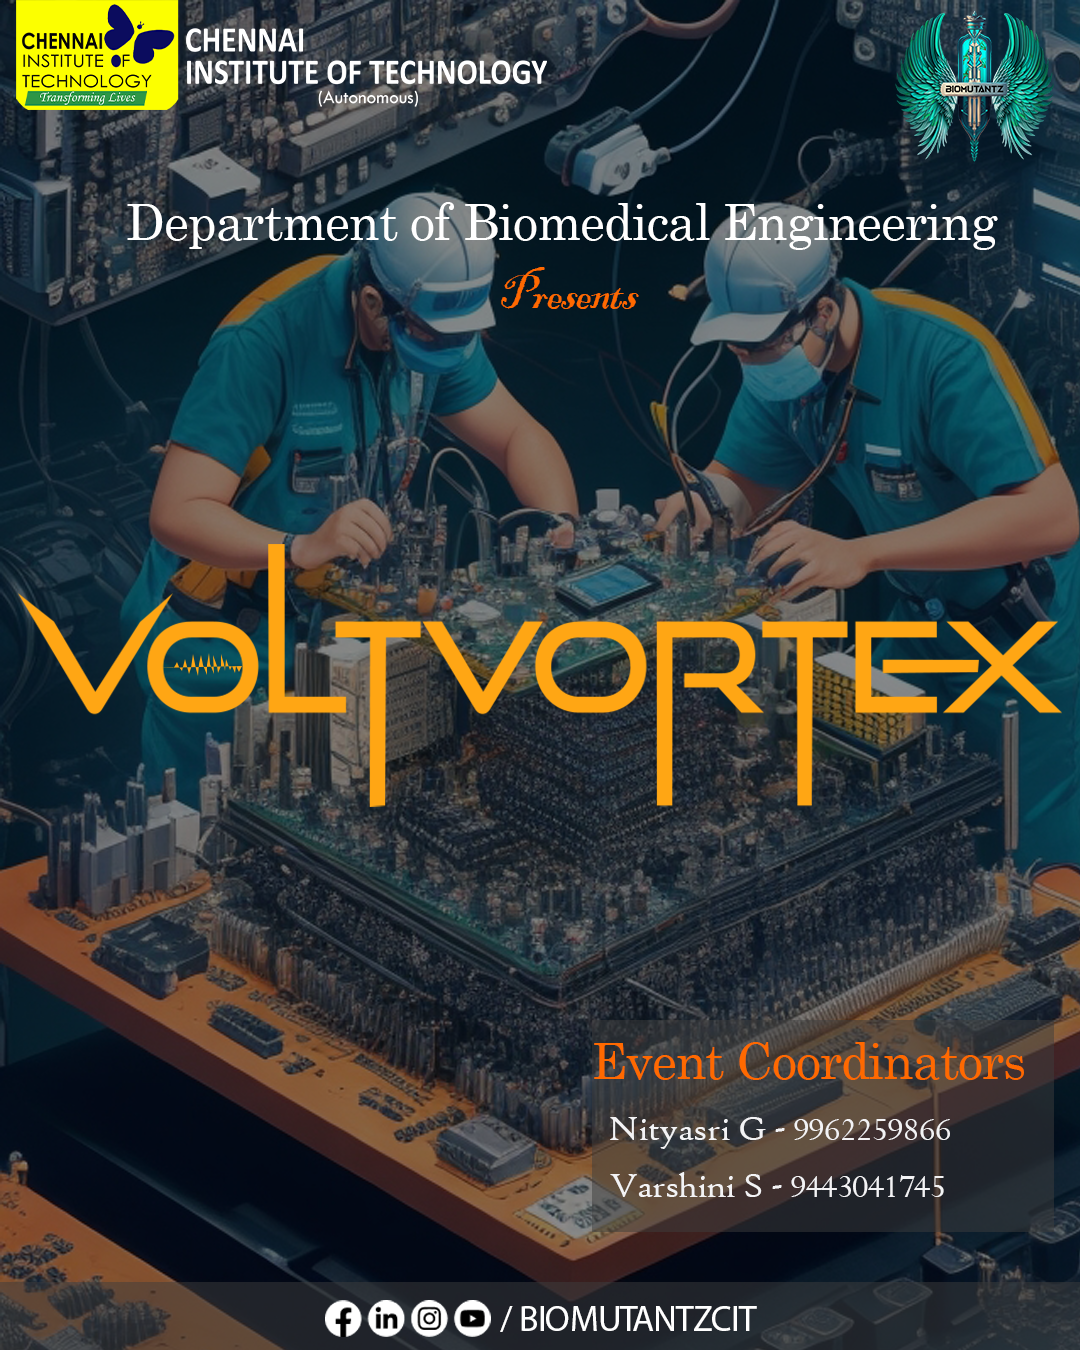 CHENNAI
INSTITUTE OF
TECHNOLOGY
Transforming Lives
CHENNAI
INSTITUTE OF TECHNOLOGY
(Autonomous)
BIOMUTANTZ
Department of Biomedical Engineering
Presents
VOLTVORTEX
Event Coordinators
Nityasri G - 9962259866
Varshini S - 9443041745
/ BIOMUTANTZCIT